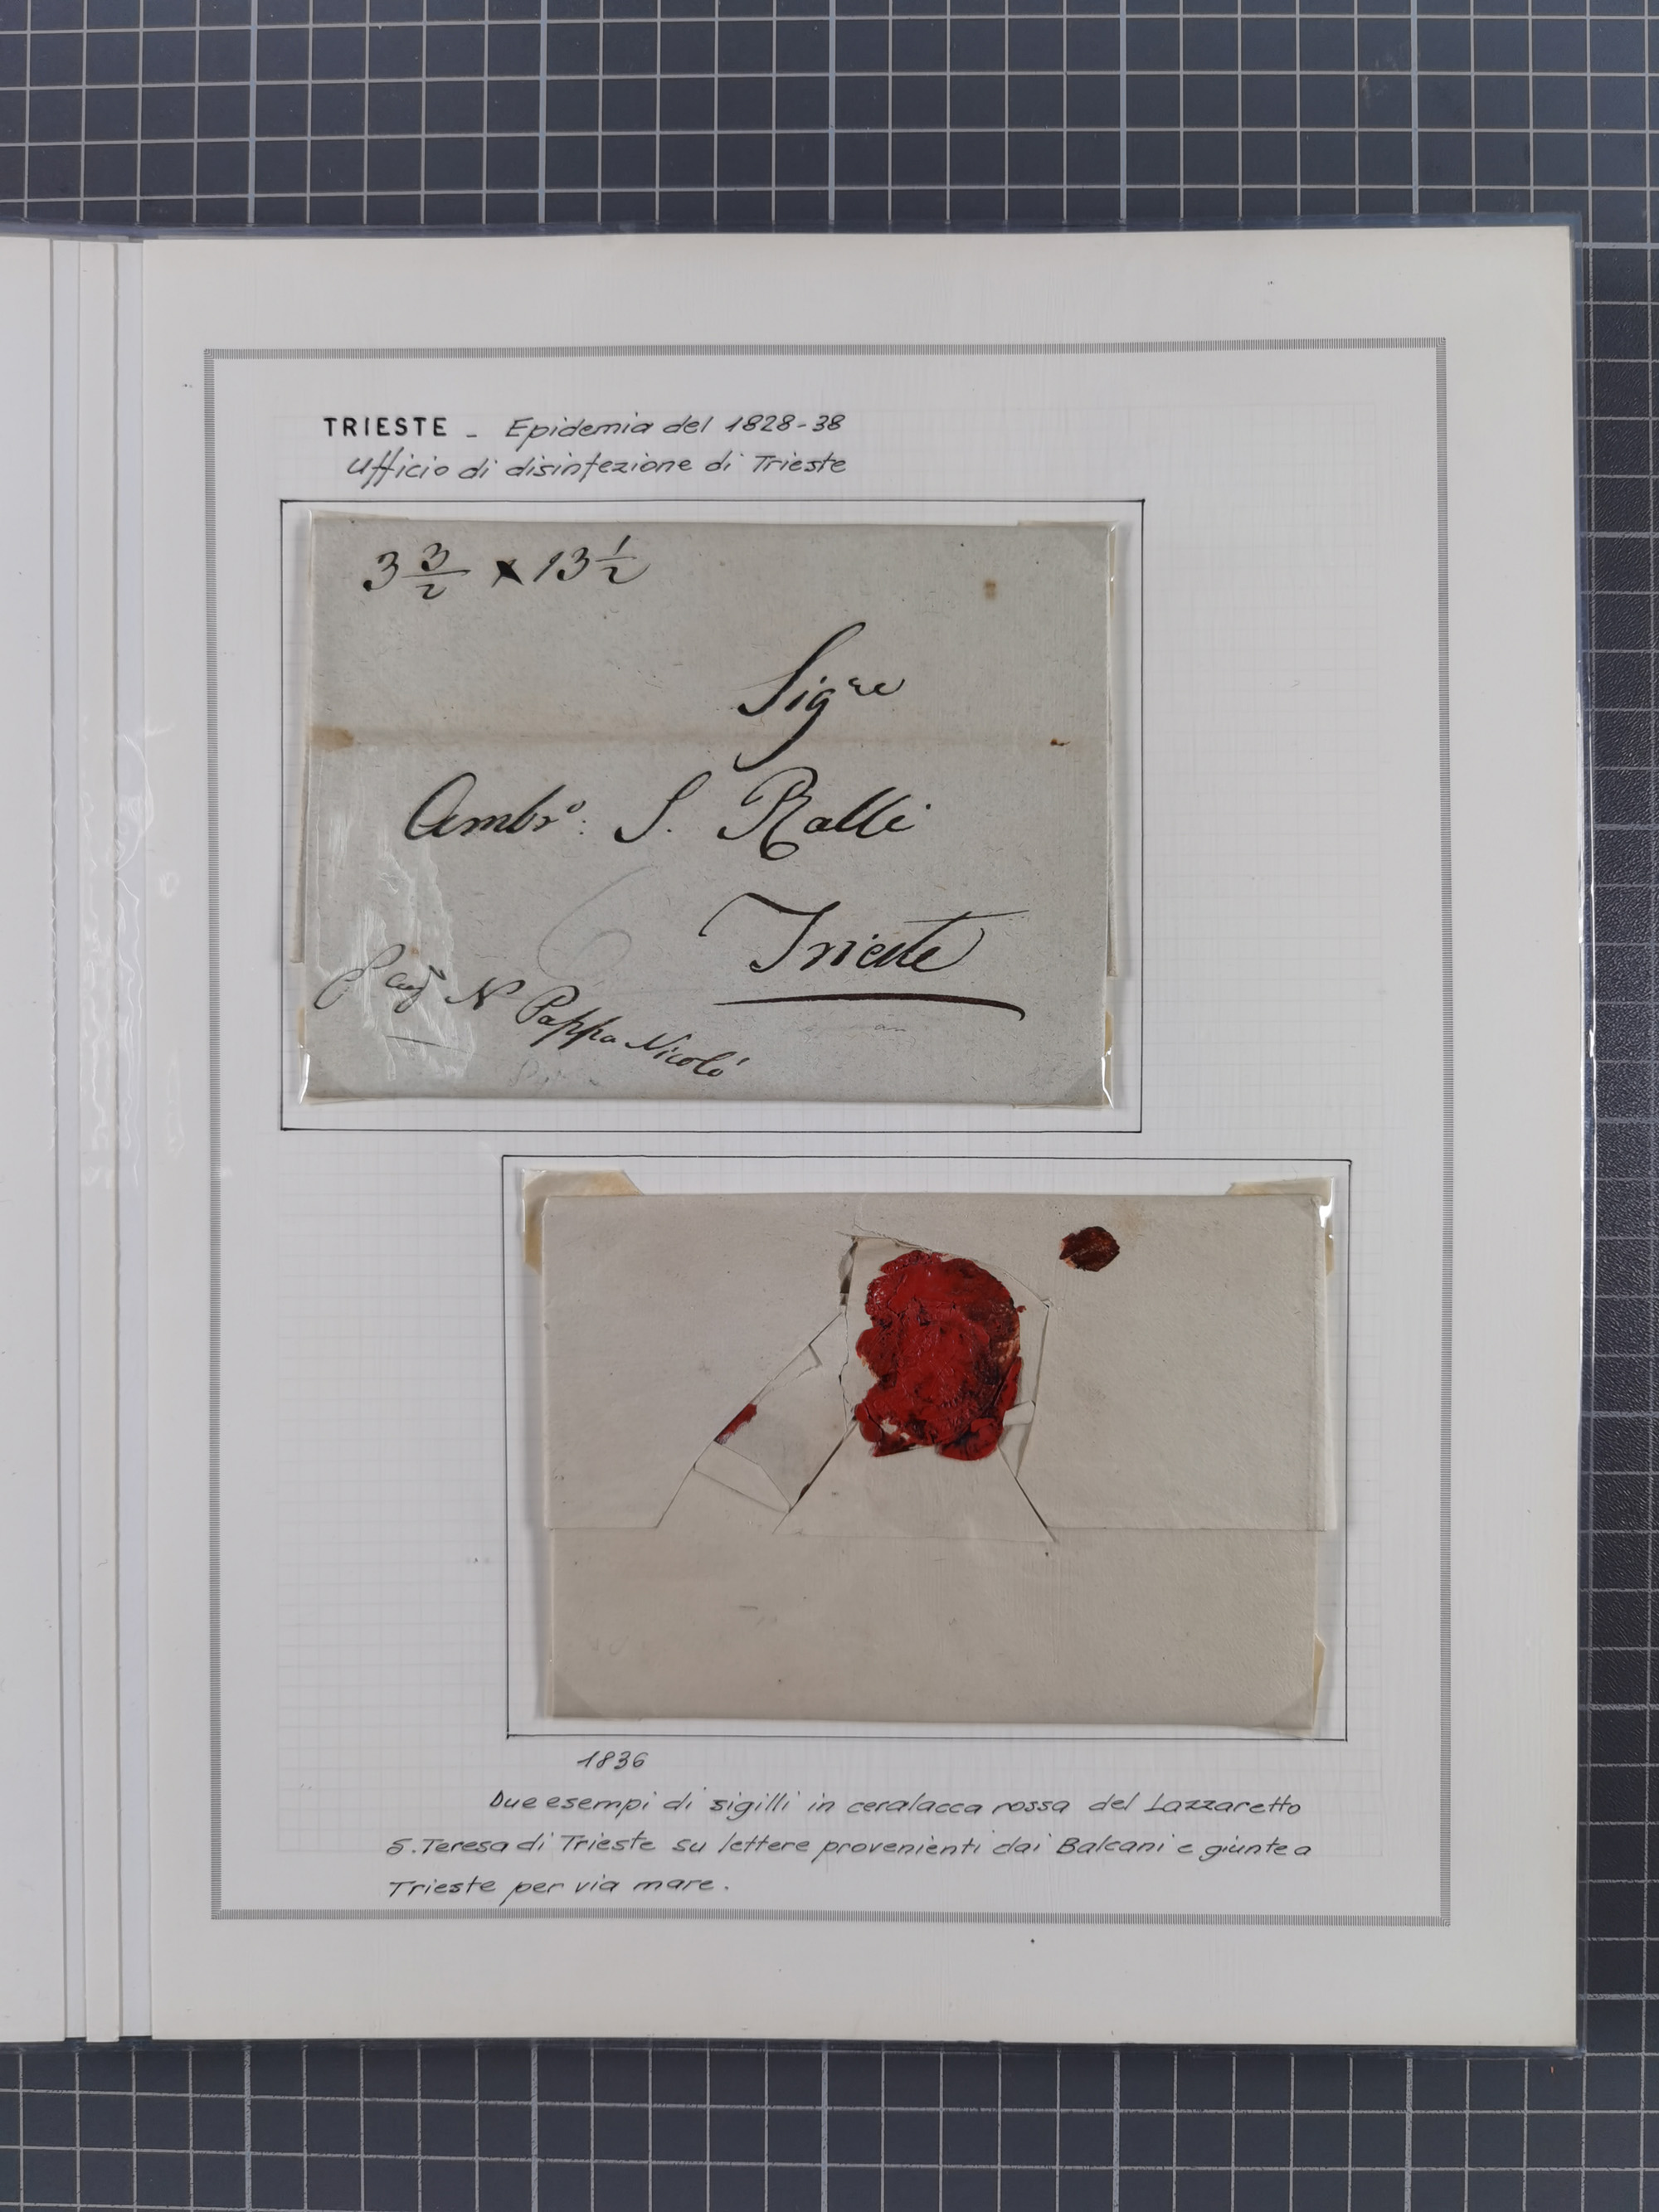 TRIESTE - Epidemia del 1828-38
Ufficio di disinfezione di Trieste
3 3/2 x 13 1/2
Sig.re
Ambr.o: S. Ralli
Trieste
N Pappa Nicoló
1836
Due esempi di sigilli in ceralacca rossa del Lazzaretto
S. Teresa di Trieste su lettere provenienti dai Balcani e giunte a
Trieste per via mare.